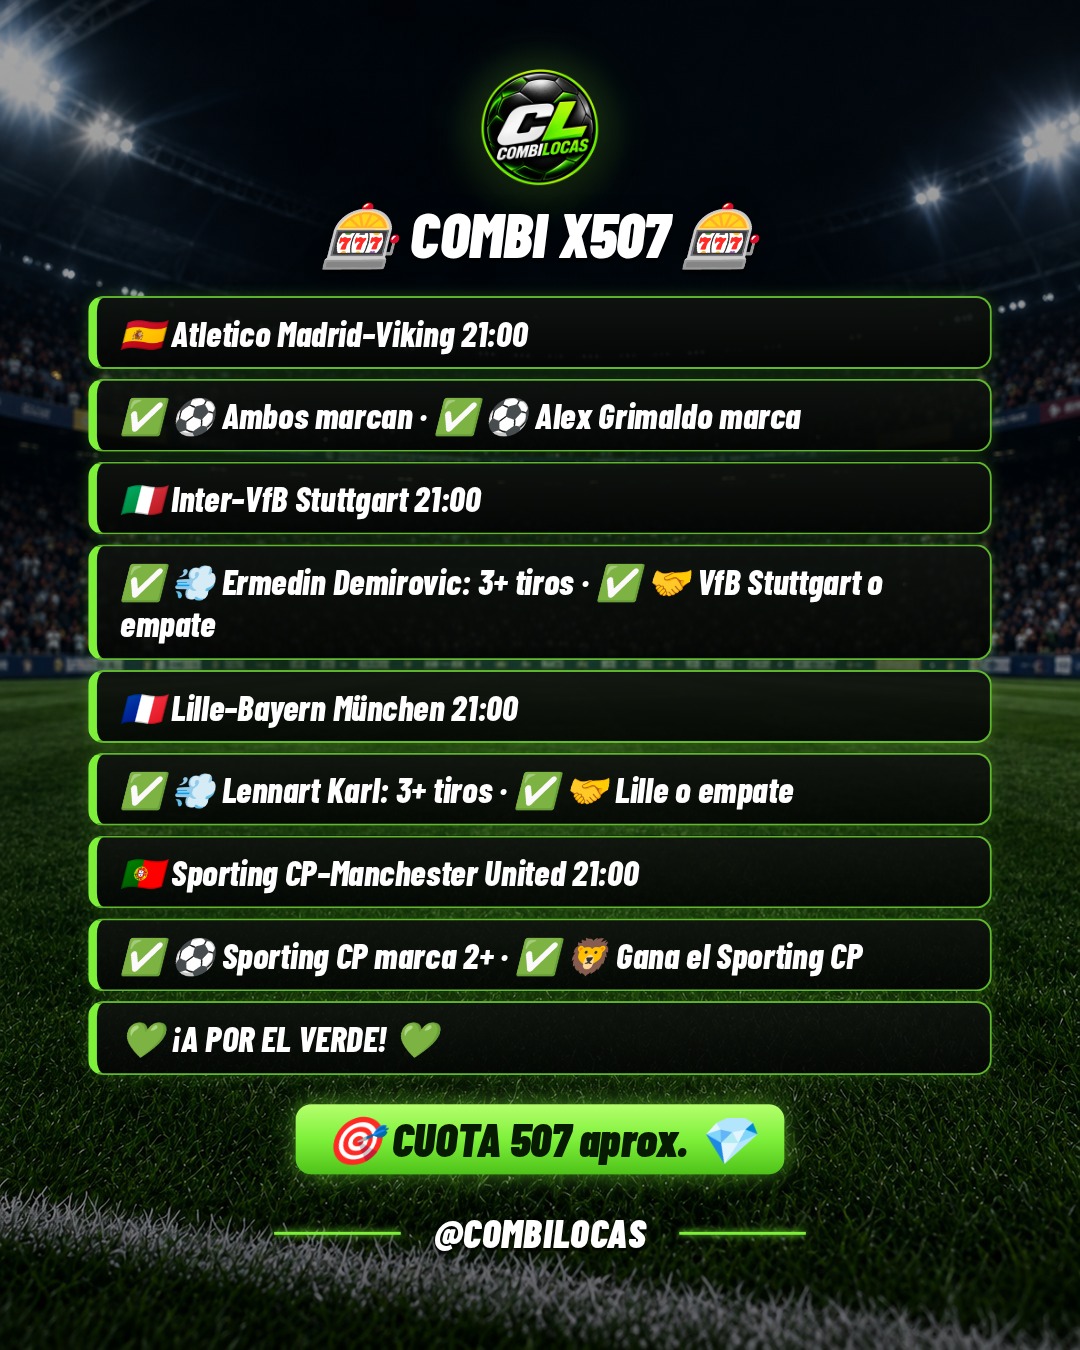 CL
COMBILOCAS
🎰 COMBI X507 🎰
🇪🇸 Atletico Madrid-Viking 21:00
✅ ⚽ Ambos marcan · ✅ ⚽ Alex Grimaldo marca
🇮🇹 Inter-VfB Stuttgart 21:00
✅ 💨 Ermedin Demirovic: 3+ tiros · ✅ 🤝 VfB Stuttgart o
empate
🇫🇷 Lille-Bayern München 21:00
✅ 💨 Lennart Karl: 3+ tiros · ✅ 🤝 Lille o empate
🇵🇹 Sporting CP-Manchester United 21:00
✅ ⚽ Sporting CP marca 2+ · ✅ 🦁 Gana el Sporting CP
💚 ¡A POR EL VERDE! 💚
🎯 CUOTA 507 aprox. 💎
@COMBILOCAS